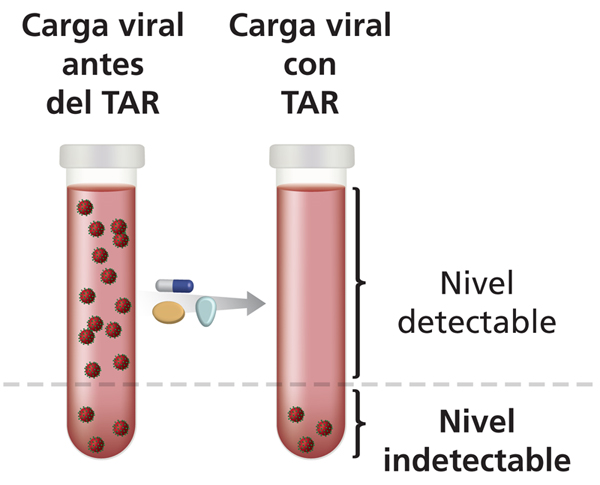 Carga viral
antes
del TAR
Carga viral
con
TAR
Nivel
detectable
Nivel
indetectable